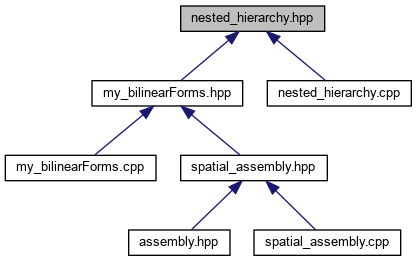 nested_hierarchy.hpp
my_bilinearForms.hpp
nested_hierarchy.cpp
my_bilinearForms.cpp
spatial_assembly.hpp
assembly.hpp
spatial_assembly.cpp